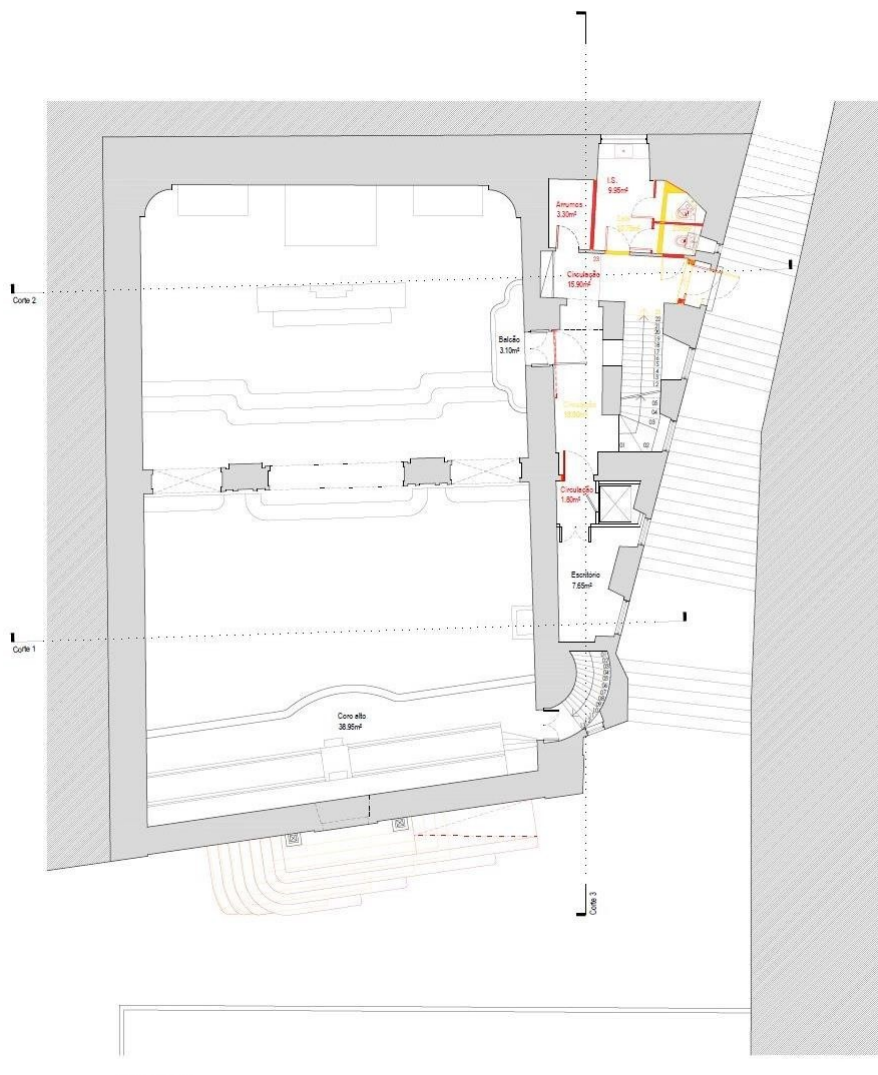 I.S.
9.95m²
Arrumos
3.30m²
Corte 2
Circulação
15.90m²
Balcão
3.10m²
Circulação
Circulação
1.80m²
Escritório
7.65m²
Corte 1
Coro alto
38.95m²
Corte 3